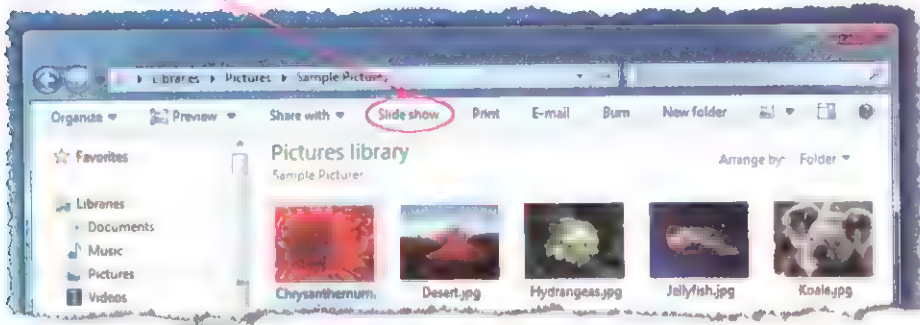 Libraries ▸ Pictures ▸ Sample Pictures
Organize Preview Share with Slide show Print E-mail Burn New folder
Favorites
Pictures library
Sample Pictures
Arrange by: Folder
Libraries
Documents
Music
Pictures
Videos
Chrysanthemum.
Desert.jpg
Hydrangeas.jpg
Jellyfish.jpg
Koala.jpg